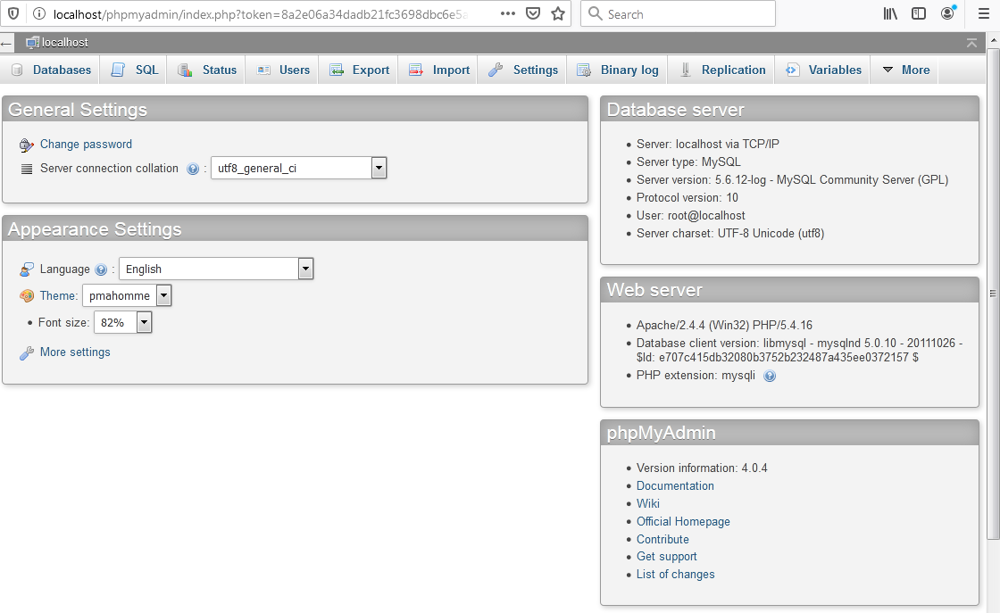 localhost/phpmyadmin/index.php?token=8a2e06a34dadb21fc3698dbc6e5a
Search
localhost
Databases SQL Status Users Export Import Settings Binary log Replication Variables More
General Settings
Change password
Server connection collation : utf8_general_ci
Appearance Settings
Language : English
Theme: pmahomme
• Font size: 82%
More settings
Database server
• Server: localhost via TCP/IP
• Server type: MySQL
• Server version: 5.6.12-log - MySQL Community Server (GPL)
• Protocol version: 10
• User: root@localhost
• Server charset: UTF-8 Unicode (utf8)
Web server
• Apache/2.4.4 (Win32) PHP/5.4.16
• Database client version: libmysql - mysqlnd 5.0.10 - 20111026 -
$Id: e707c415db32080b3752b232487a435ee0372157 $
• PHP extension: mysqli
phpMyAdmin
• Version information: 4.0.4
• Documentation
• Wiki
• Official Homepage
• Contribute
• Get support
• List of changes